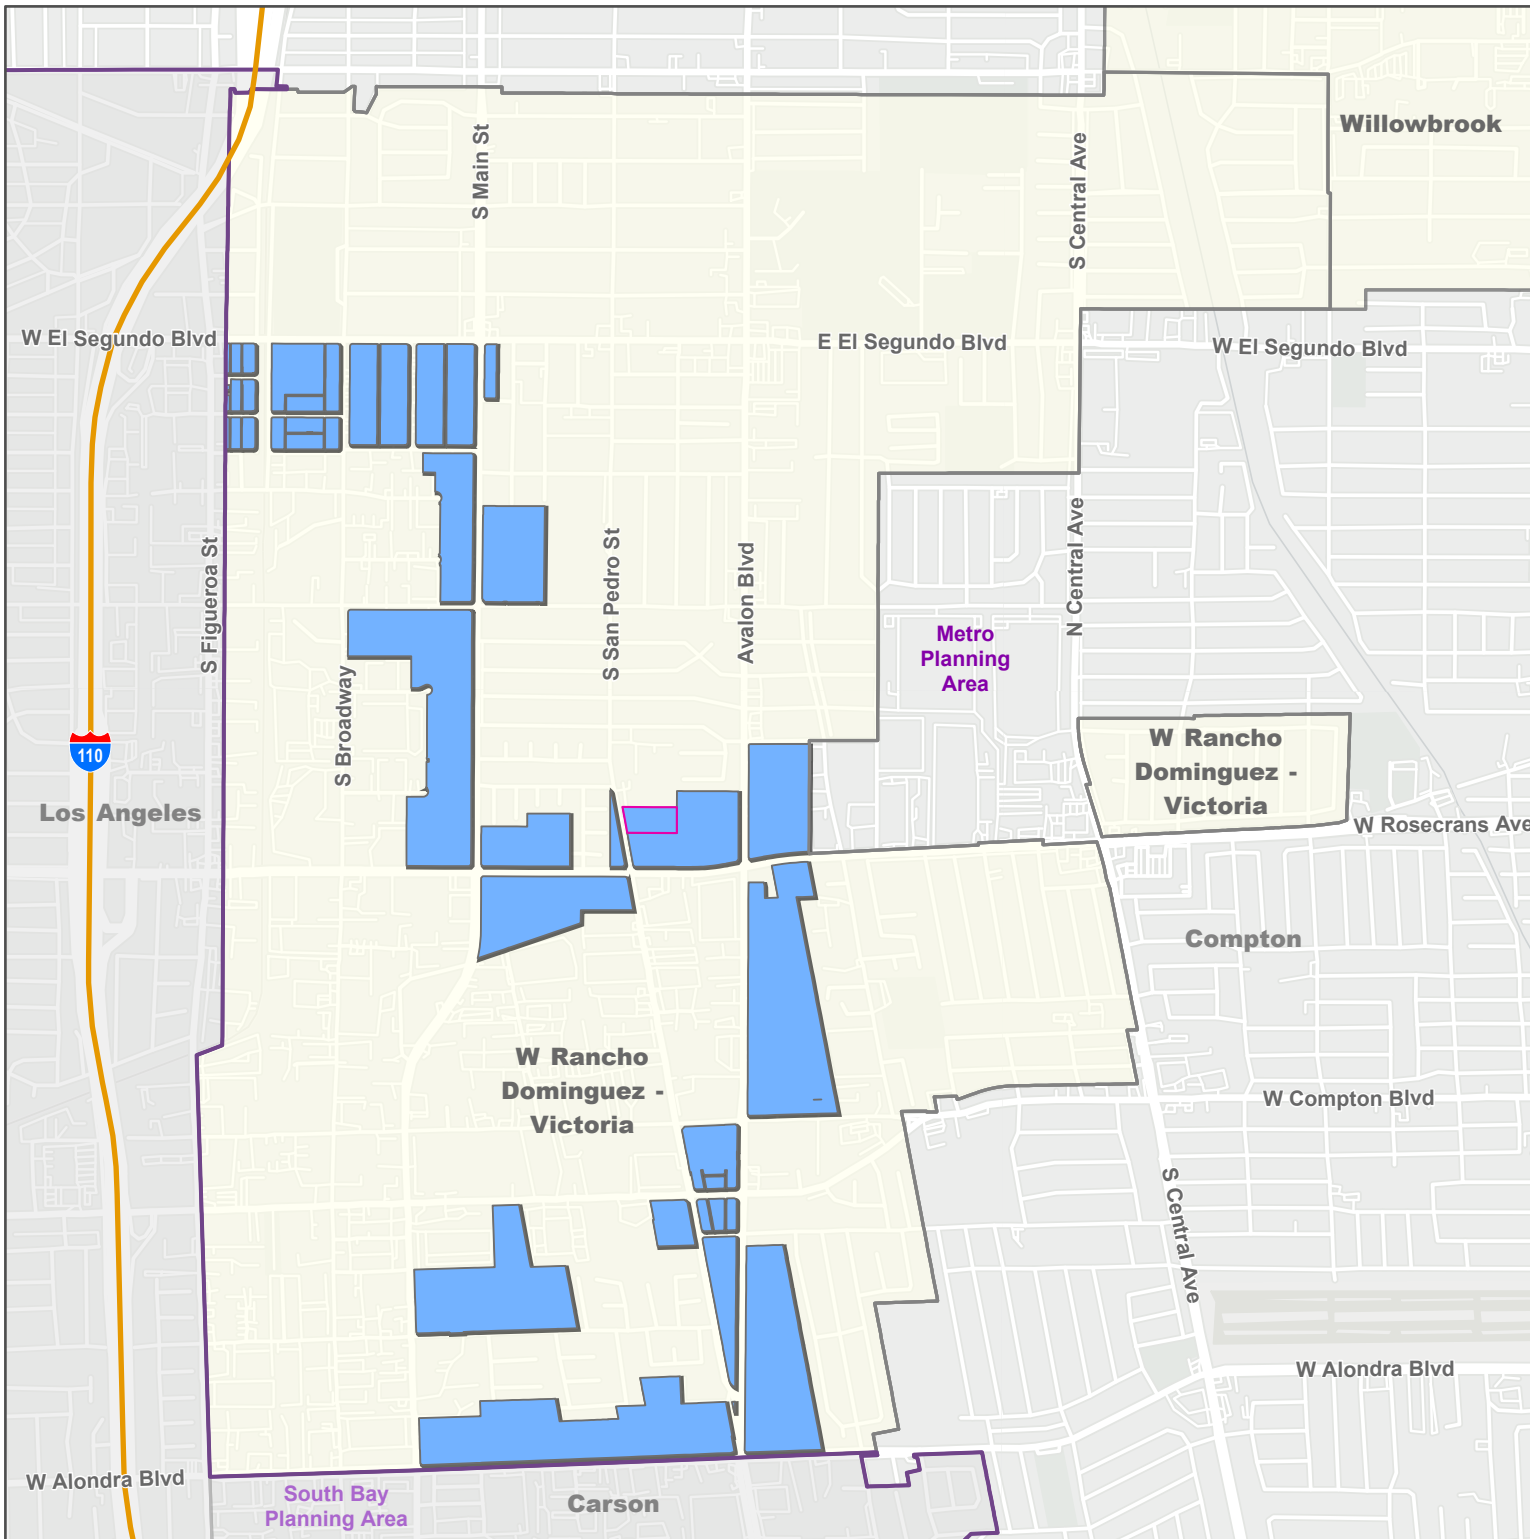 Willowbrook
S Main St
S Central Ave
W El Segundo Blvd
E El Segundo Blvd
W El Segundo Blvd
S Figueroa St
S San Pedro St
Avalon Blvd
N Central Ave
Metro
Planning
Area
S Broadway
110
W Rancho
Dominguez -
Victoria
Los Angeles
W Rosecrans Ave
Compton
W Rancho
Dominguez -
Victoria
W Compton Blvd
S Central Ave
W Alondra Blvd
W Alondra Blvd
South Bay
Planning Area
Carson